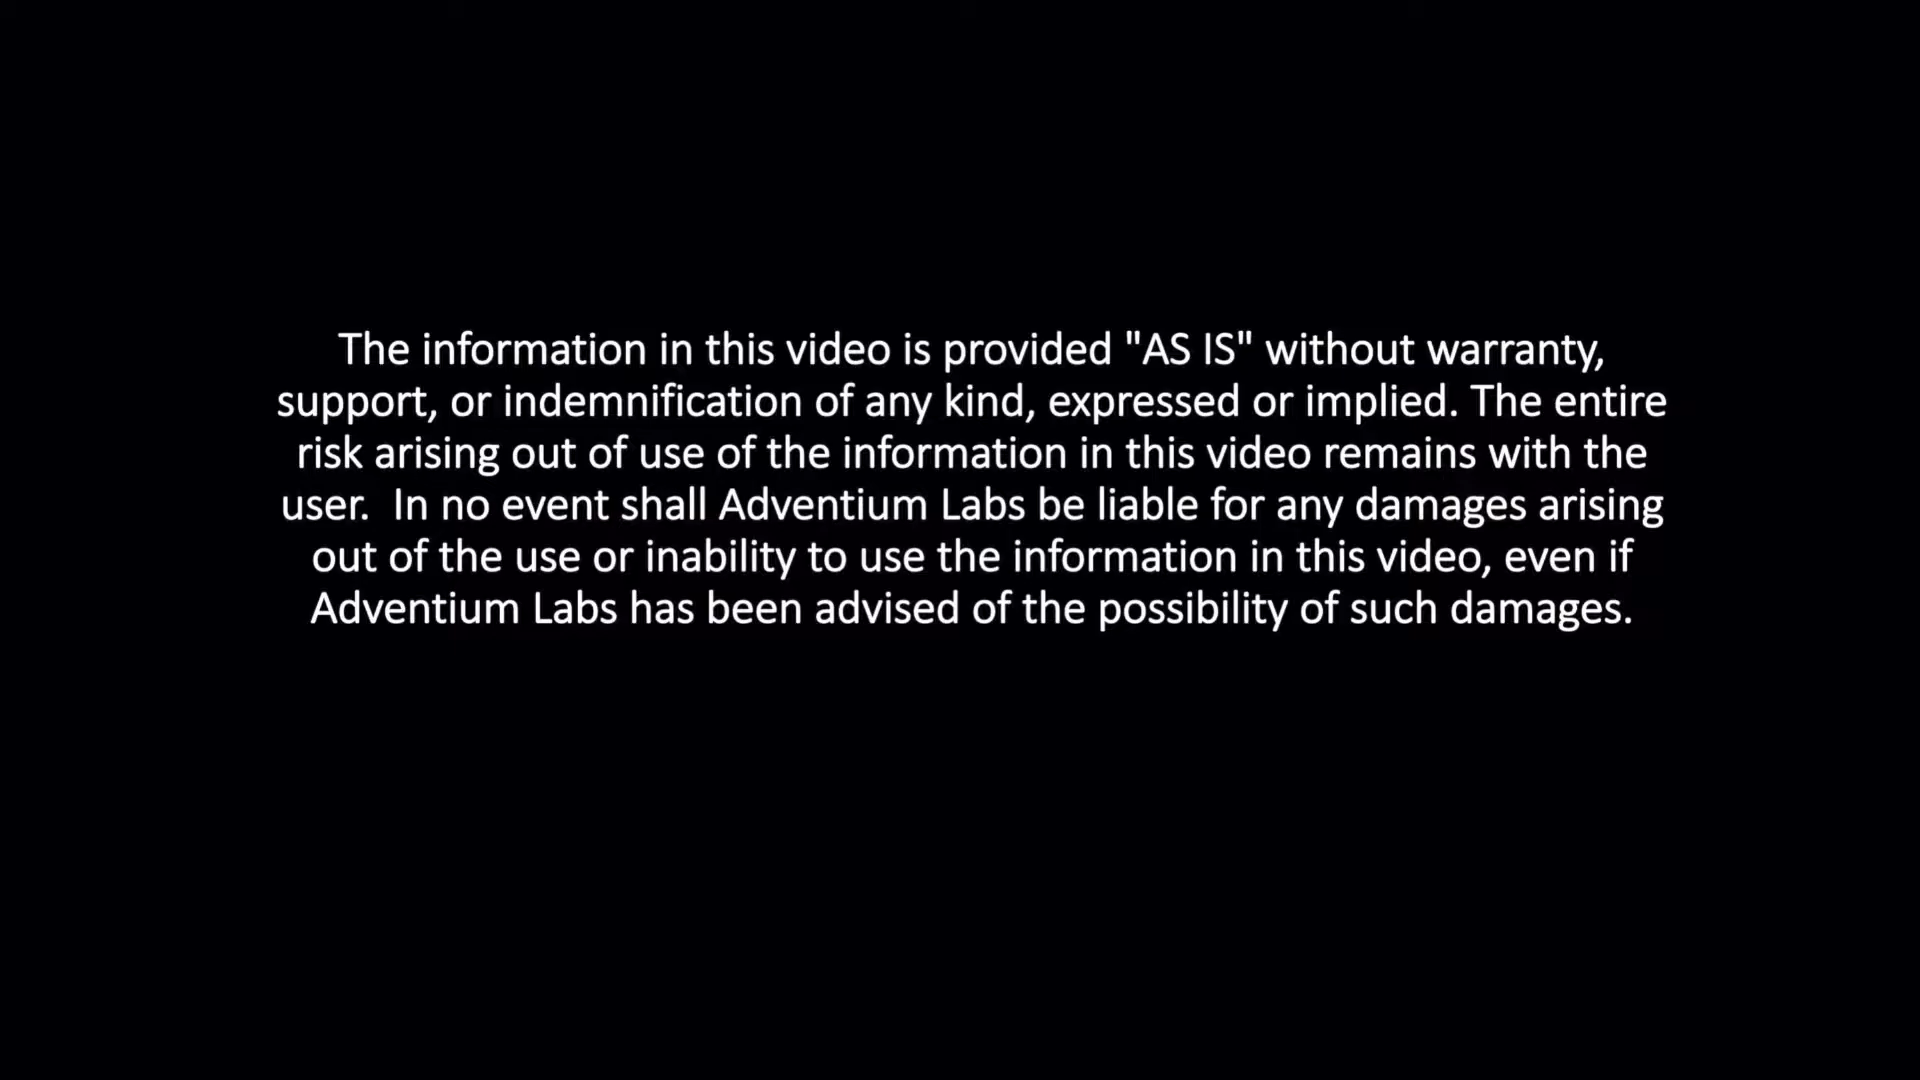 The information in this video is provided "AS IS" without warranty,
support, or indemnification of any kind, expressed or implied. The entire
risk arising out of use of the information in this video remains with the
user.  In no event shall Adventium Labs be liable for any damages arising
out of the use or inability to use the information in this video, even if
Adventium Labs has been advised of the possibility of such damages.